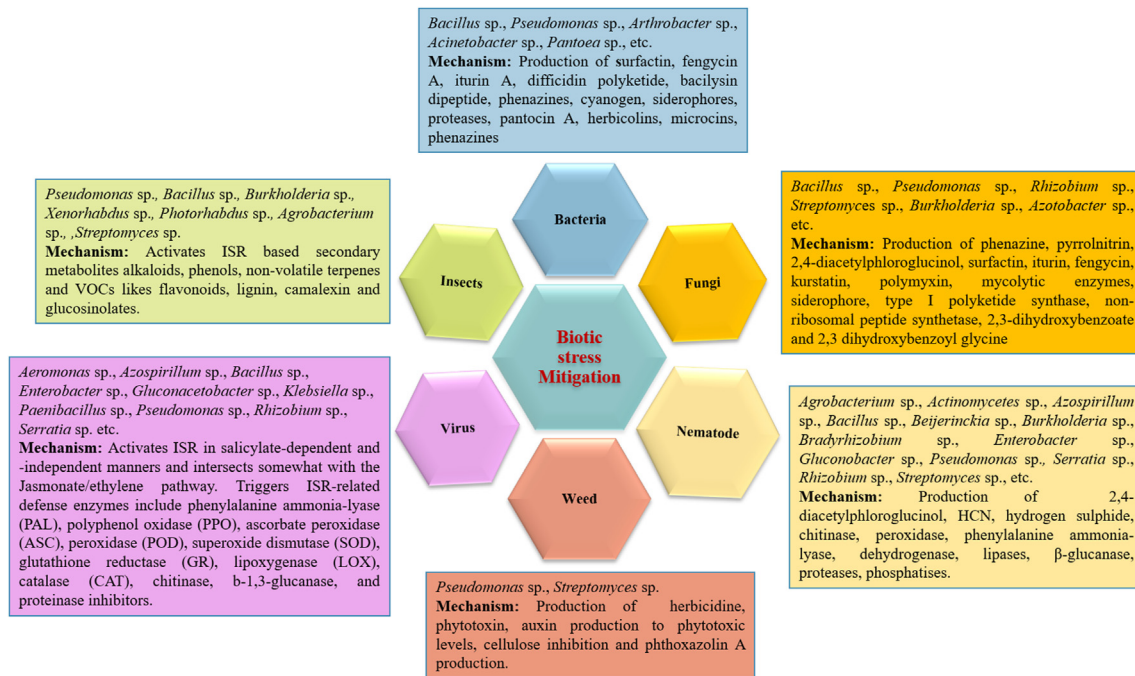 Bacillus sp., Pseudomonas sp., Arthrobacter sp.,
Acinetobacter sp., Pantoea sp., etc.
Mechanism: Production of surfactin, fengycin
A, iturin A, difficidin polyketide, bacilysin
dipeptide, phenazines, cyanogen, siderophores,
proteases, pantocin A, herbicolins, microcins,
phenazines
Pseudomonas sp., Bacillus sp., Burkholderia sp.,
Xenorhabdus sp., Photorhabdus sp., Agrobacterium
sp., ,Streptomyces sp.
Mechanism: Activates ISR based secondary
metabolites alkaloids, phenols, non-volatile terpenes
and VOCs likes flavonoids, lignin, camalexin and
glucosinolates.
Bacillus sp., Pseudomonas sp., Rhizobium sp.,
Streptomyces sp., Burkholderia sp., Azotobacter sp.,
etc.
Mechanism: Production of phenazine, pyrrolnitrin,
2,4-diacetylphloroglucinol, surfactin, iturin, fengycin,
kurstatin, polymyxin, mycolytic enzymes,
siderophore, type I polyketide synthase, non-
ribosomal peptide synthetase, 2,3-dihydroxybenzoate
and 2,3 dihydroxybenzoyl glycine
Bacteria
Insects
Fungi
Biotic
stress
Mitigation
Virus
Nematode
Weed
Aeromonas sp., Azospirillum sp., Bacillus sp.,
Enterobacter sp., Gluconacetobacter sp., Klebsiella sp.,
Paenibacillus sp., Pseudomonas sp., Rhizobium sp.,
Serratia sp. etc.
Mechanism: Activates ISR in salicylate-dependent and
-independent manners and intersects somewhat with the
Jasmonate/ethylene pathway. Triggers ISR-related
defense enzymes include phenylalanine ammonia-lyase
(PAL), polyphenol oxidase (PPO), ascorbate peroxidase
(ASC), peroxidase (POD), superoxide dismutase (SOD),
glutathione reductase (GR), lipoxygenase (LOX),
catalase (CAT), chitinase, b-1,3-glucanase, and
proteinase inhibitors.
Agrobacterium sp., Actinomycetes sp., Azospirillum
sp., Bacillus sp., Beijerinckia sp., Burkholderia sp.,
Bradyrhizobium sp., Enterobacter sp.,
Gluconobacter sp., Pseudomonas sp., Serratia sp.,
Rhizobium sp., Streptomyces sp., etc.
Mechanism: Production of 2,4-
diacetylphloroglucinol, HCN, hydrogen sulphide,
chitinase, peroxidase, phenylalanine ammonia-
lyase, dehydrogenase, lipases, β-glucanase,
proteases, phosphatises.
Pseudomonas sp., Streptomyces sp.
Mechanism: Production of herbicidine,
phytotoxin, auxin production to phytotoxic
levels, cellulose inhibition and phthoxazolin A
production.